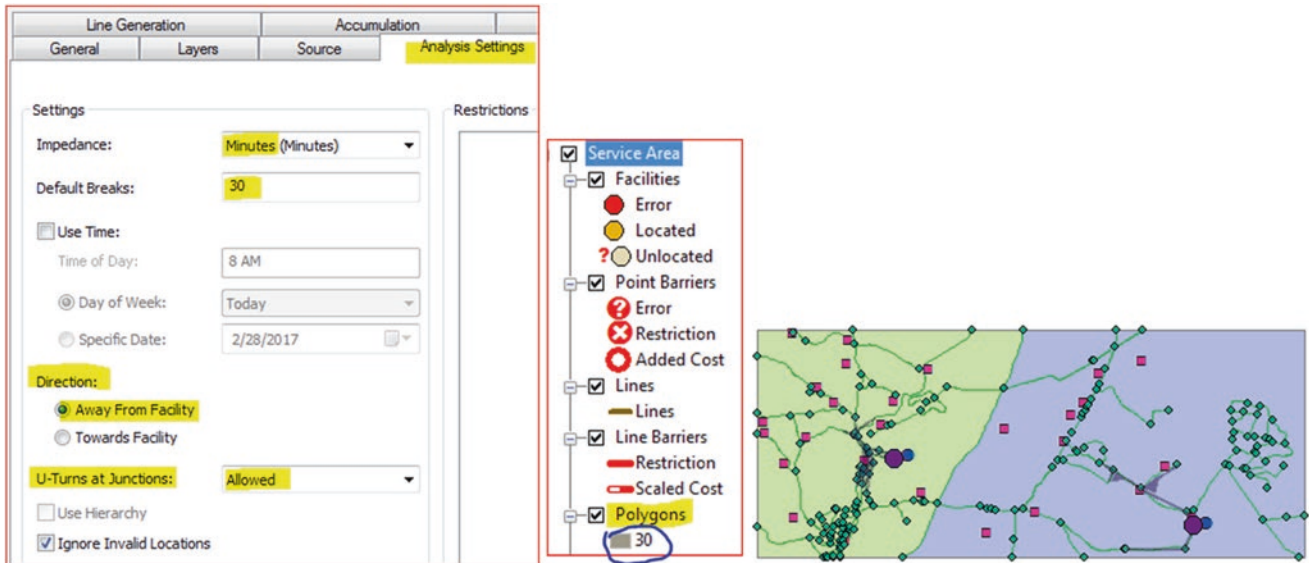 Line Generation
Accumulation
General
Layers
Source
Analysis Settings
Settings
Restrictions
Impedance:
Minutes (Minutes)
Default Breaks:
30
Use Time:
Time of Day:
8 AM
Day of Week:
Today
Specific Date:
2/28/2017
Direction:
Away From Facility
Towards Facility
U-Turns at Junctions:
Allowed
Use Hierarchy
Ignore Invalid Locations
Service Area
Facilities
Error
Located
? Unlocated
Point Barriers
? Error
Restriction
Added Cost
Lines
Lines
Line Barriers
Restriction
Scaled Cost
Polygons
30